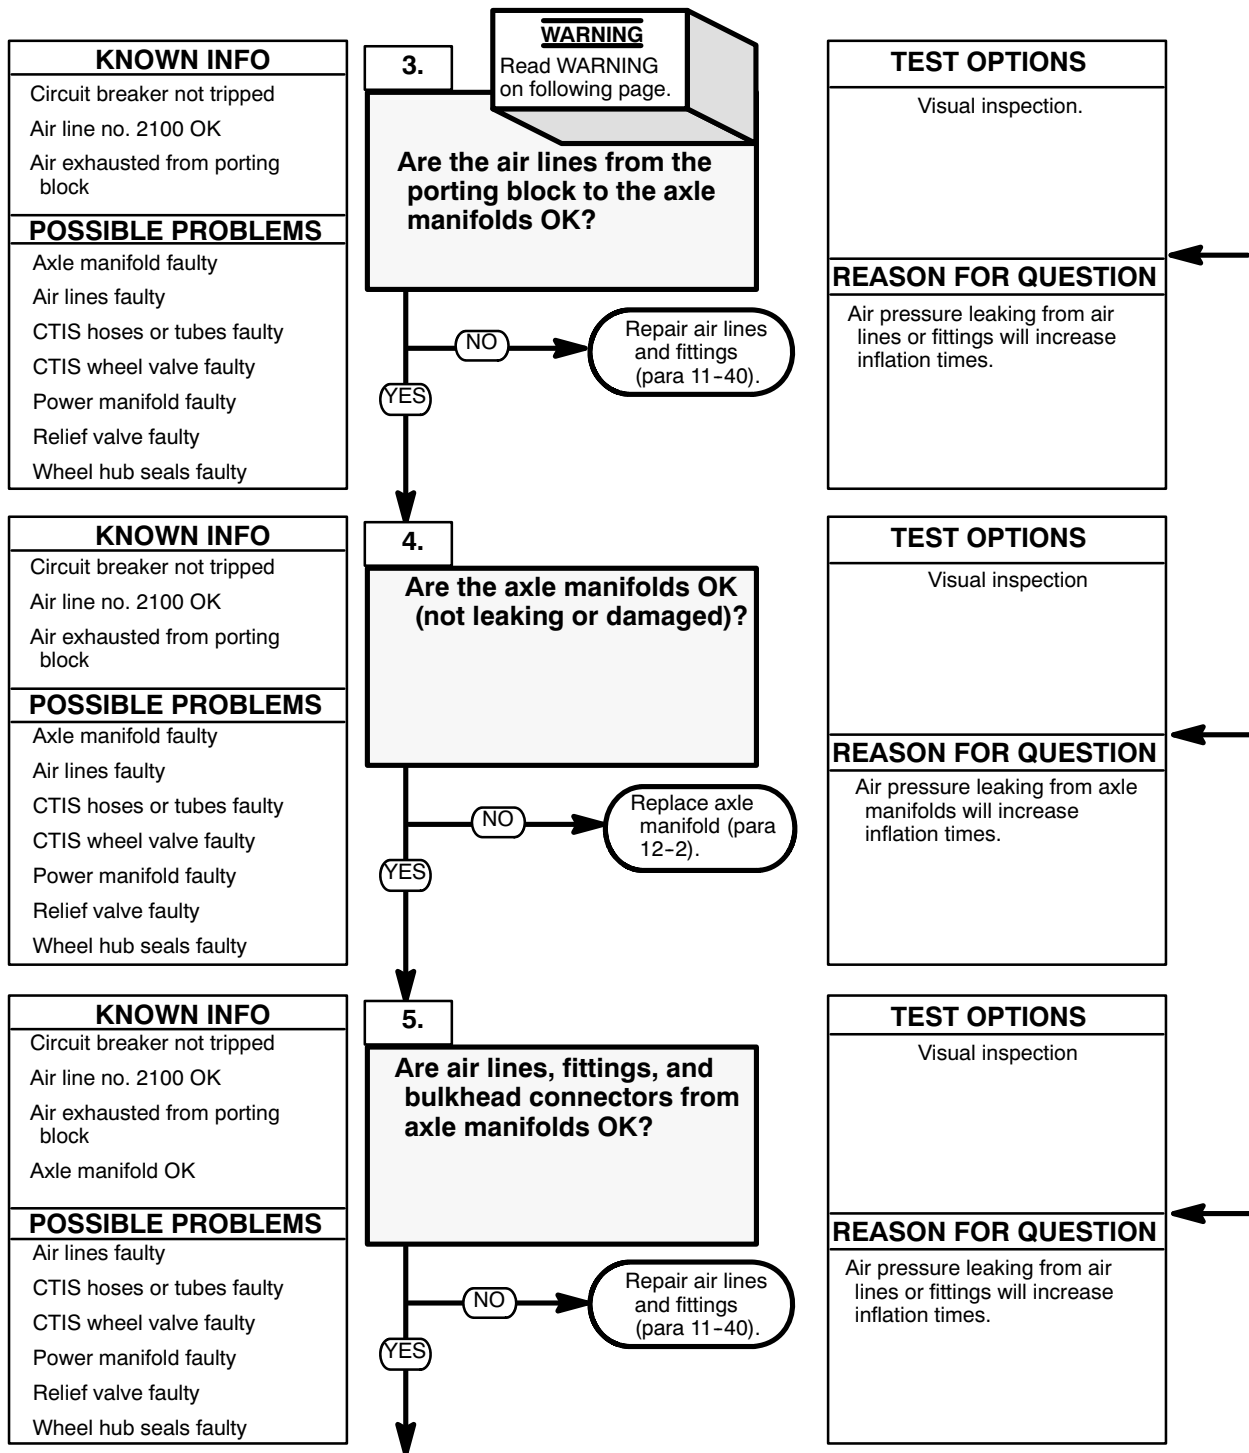 KNOWN INFO
Circuit breaker not tripped
Air line no. 2100 OK
Air exhausted from porting
block
POSSIBLE PROBLEMS
Axle manifold faulty
Air lines faulty
CTIS hoses or tubes faulty
CTIS wheel valve faulty
Power manifold faulty
Relief valve faulty
Wheel hub seals faulty
3.
WARNING
Read WARNING
on following page.
Are the air lines from the
porting block to the axle
manifolds OK?
NO
Repair air lines
and fittings
(para 11-40).
YES
TEST OPTIONS
Visual inspection.
REASON FOR QUESTION
Air pressure leaking from air
lines or fittings will increase
inflation times.
KNOWN INFO
Circuit breaker not tripped
Air line no. 2100 OK
Air exhausted from porting
block
POSSIBLE PROBLEMS
Axle manifold faulty
Air lines faulty
CTIS hoses or tubes faulty
CTIS wheel valve faulty
Power manifold faulty
Relief valve faulty
Wheel hub seals faulty
4.
Are the axle manifolds OK
(not leaking or damaged)?
NO
Replace axle
manifold (para
12-2).
YES
TEST OPTIONS
Visual inspection
REASON FOR QUESTION
Air pressure leaking from axle
manifolds will increase
inflation times.
KNOWN INFO
Circuit breaker not tripped
Air line no. 2100 OK
Air exhausted from porting
block
Axle manifold OK
POSSIBLE PROBLEMS
Air lines faulty
CTIS hoses or tubes faulty
CTIS wheel valve faulty
Power manifold faulty
Relief valve faulty
Wheel hub seals faulty
5.
Are air lines, fittings, and
bulkhead connectors from
axle manifolds OK?
NO
Repair air lines
and fittings
(para 11-40).
YES
TEST OPTIONS
Visual inspection
REASON FOR QUESTION
Air pressure leaking from air
lines or fittings will increase
inflation times.